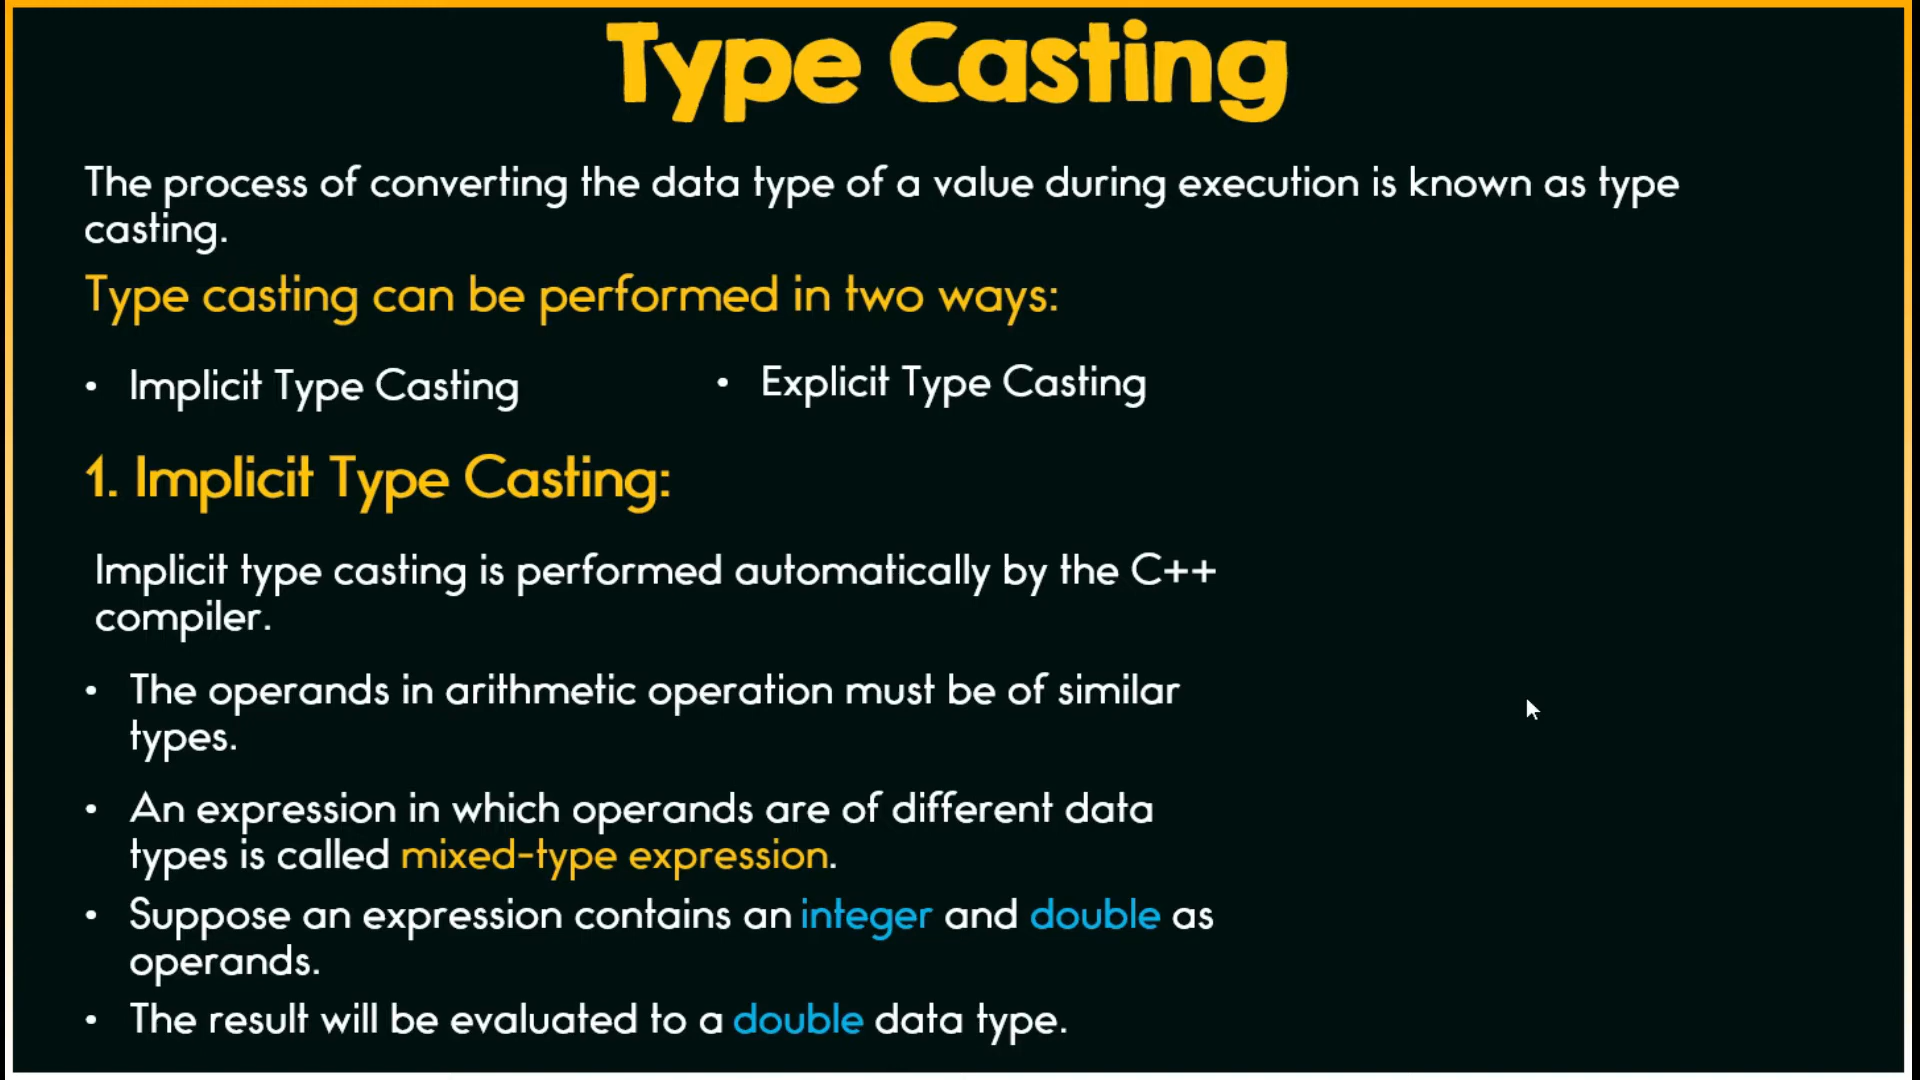 Type Casting
The process of converting the data type of a value during execution is known as type
casting.
Type casting can be performed in two ways:
• Implicit Type Casting
• Explicit Type Casting
1. Implicit Type Casting:
Implicit type casting is performed automatically by the C++
compiler.
• The operands in arithmetic operation must be of similar
types.
• An expression in which operands are of different data
types is called mixed-type expression.
• Suppose an expression contains an integer and double as
operands.
• The result will be evaluated to a double data type.